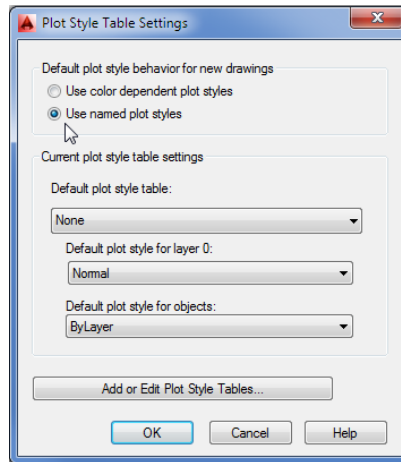 Plot Style Table Settings
Default plot style behavior for new drawings
Use color dependent plot styles
Use named plot styles
Current plot style table settings
Default plot style table:
None
Default plot style for layer 0:
Normal
Default plot style for objects:
ByLayer
Add or Edit Plot Style Tables...
OK Cancel Help